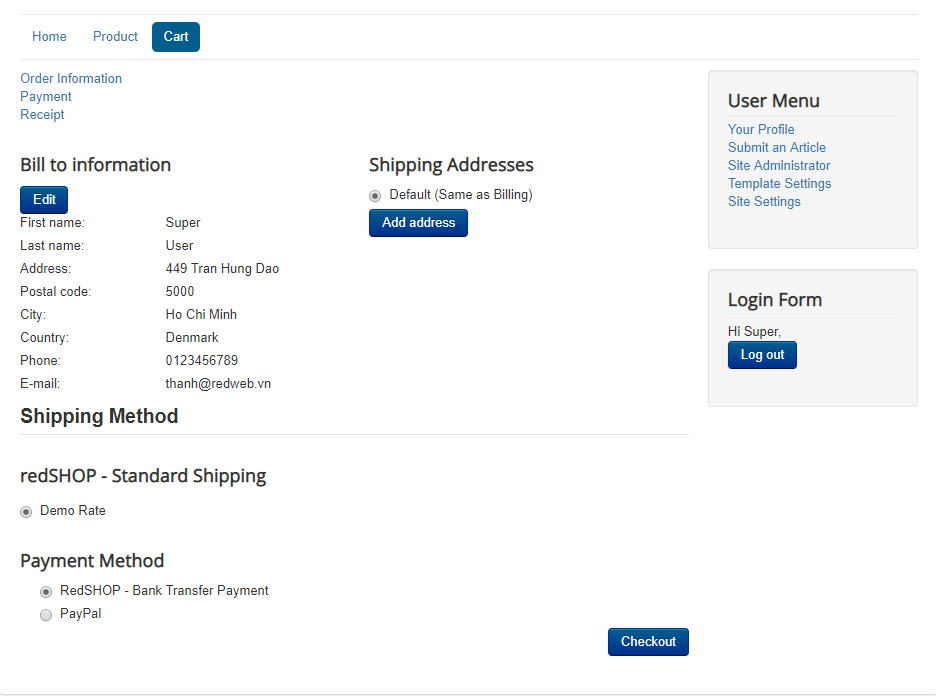 Home Product Cart
Order Information
Payment
Receipt
Bill to information
Edit
First name: Super
Last name: User
Address: 449 Tran Hung Dao
Postal code: 5000
City: Ho Chi Minh
Country: Denmark
Phone: 0123456789
E-mail: thanh@redweb.vn
Shipping Addresses
Default (Same as Billing)
Add address
Shipping Method
redSHOP - Standard Shipping
Demo Rate
Payment Method
RedSHOP - Bank Transfer Payment
PayPal
Checkout
User Menu
Your Profile
Submit an Article
Site Administrator
Template Settings
Site Settings
Login Form
Hi Super,
Log out